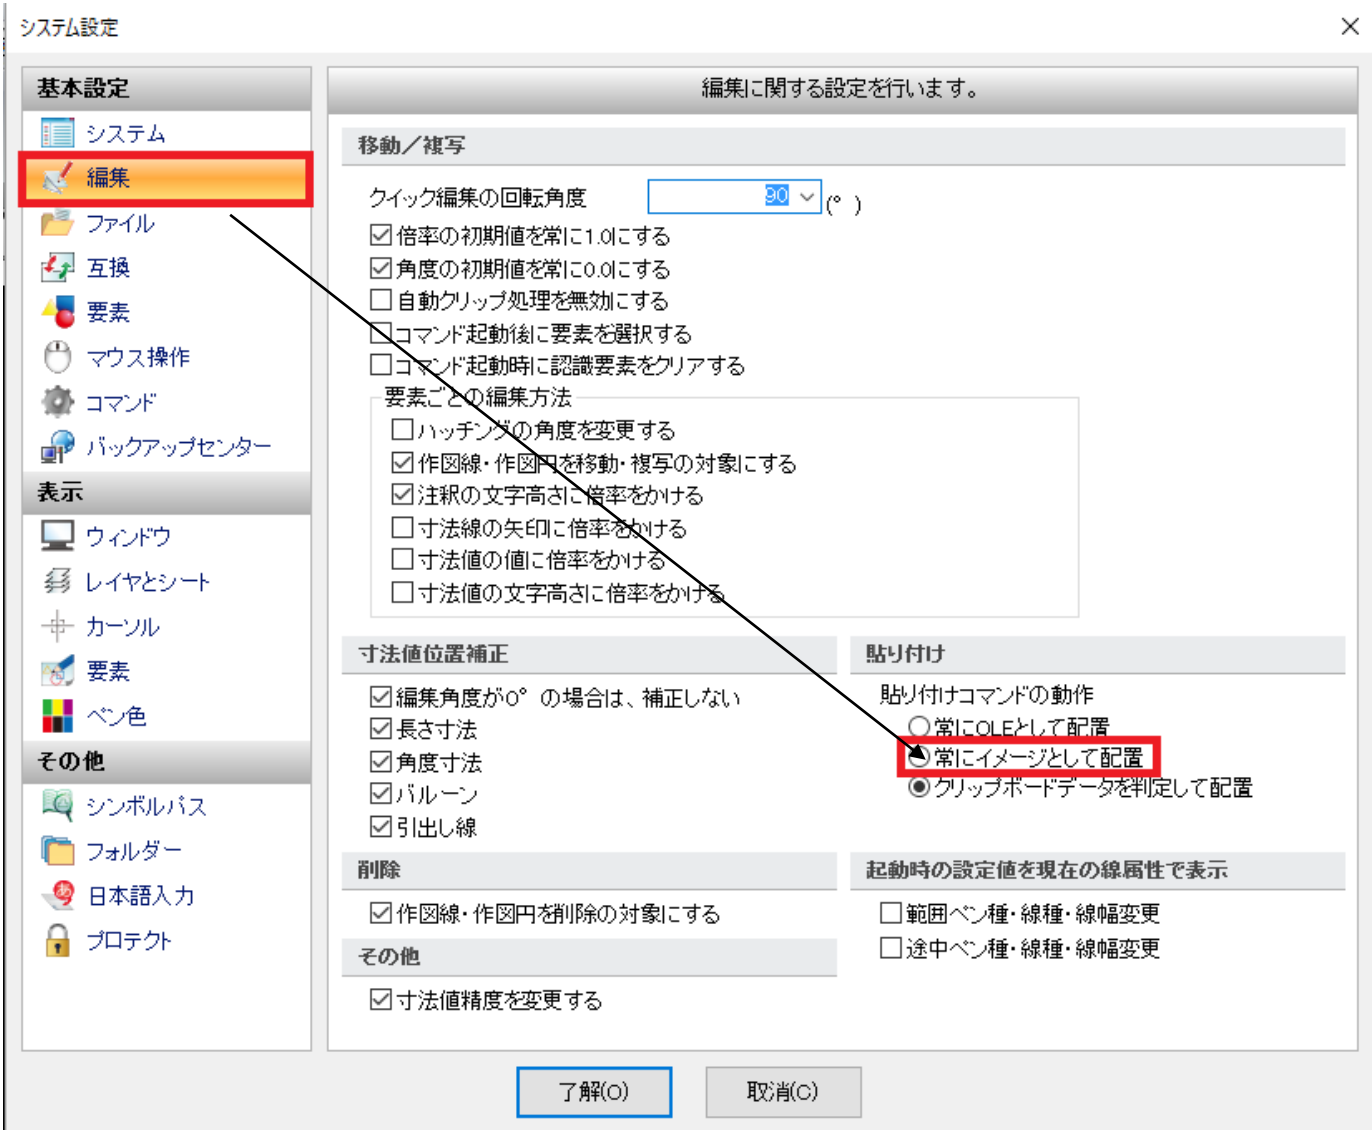 システム設定
基本設定
システム
編集
ファイル
互換
要素
マウス操作
コマンド
バックアップセンター
表示
ウィンドウ
レイヤとシート
カーソル
要素
ペン色
その他
シンボルパス
フォルダー
日本語入力
プロテクト
編集に関する設定を行います。
移動／複写
クイック編集の回転角度 90 (°)
倍率の初期値を常に1.0にする
角度の初期値を常に0.0にする
自動クリップ処理を無効にする
コマンド起動後に要素を選択する
コマンド起動時に認識要素をクリアする
要素ごとの編集方法
ハッチングの角度を変更する
作図線・作図円を移動・複写の対象にする
注釈の文字高さに倍率をかける
寸法線の矢印に倍率をかける
寸法値の値に倍率をかける
寸法値の文字高さに倍率をかける
寸法値位置補正
編集角度が0°の場合は、補正しない
長さ寸法
角度寸法
バルーン
引出し線
貼り付け
貼り付けコマンドの動作
常にOLEとして配置
常にイメージとして配置
クリップボードデータを判定して配置
削除
作図線・作図円を削除の対象にする
起動時の設定値を現在の線属性で表示
範囲ペン種・線種・線幅変更
途中ペン種・線種・線幅変更
その他
寸法値精度を変更する
了解(O)
取消(C)